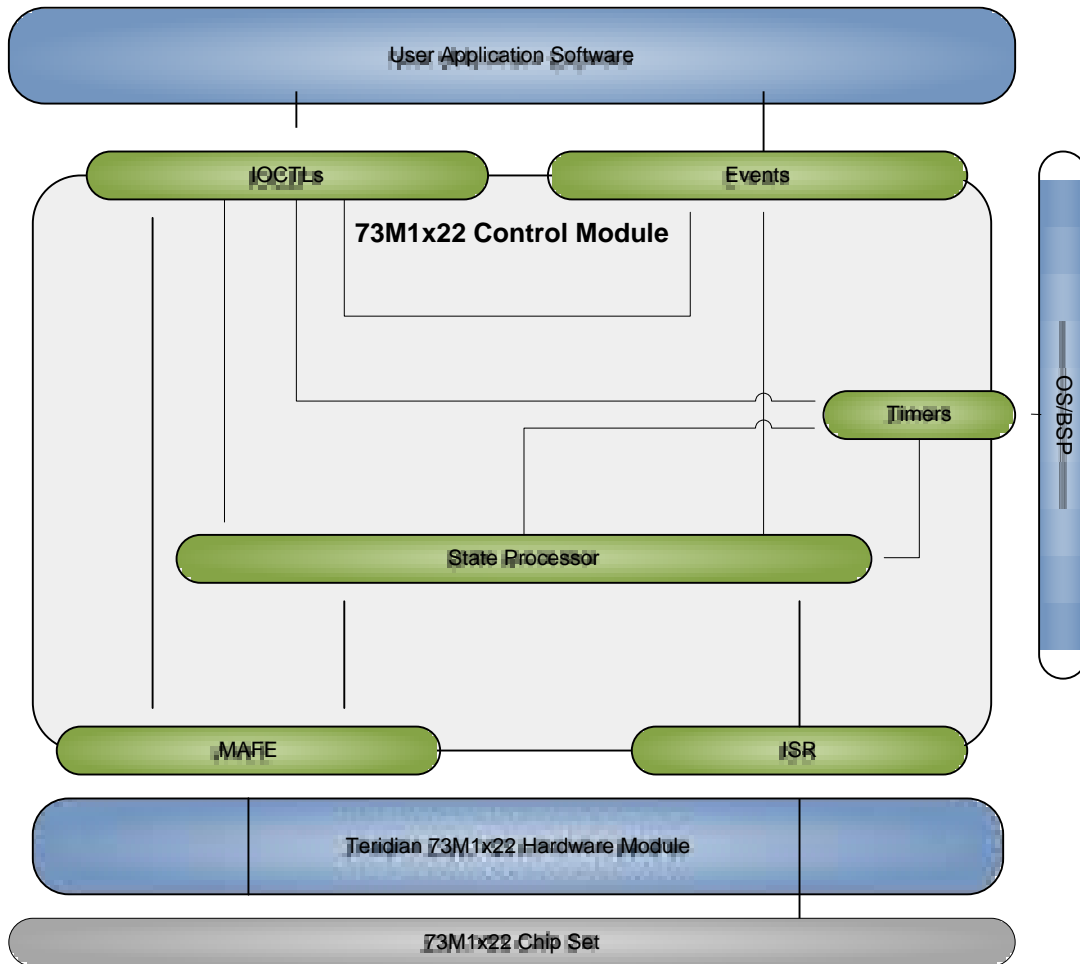 User Application Software
IOCTLs
Events
73M1x22 Control Module
Timers
OS/BSP
State Processor
MAFE
ISR
Teridian 73M1x22 Hardware Module
73M1x22 Chip Set